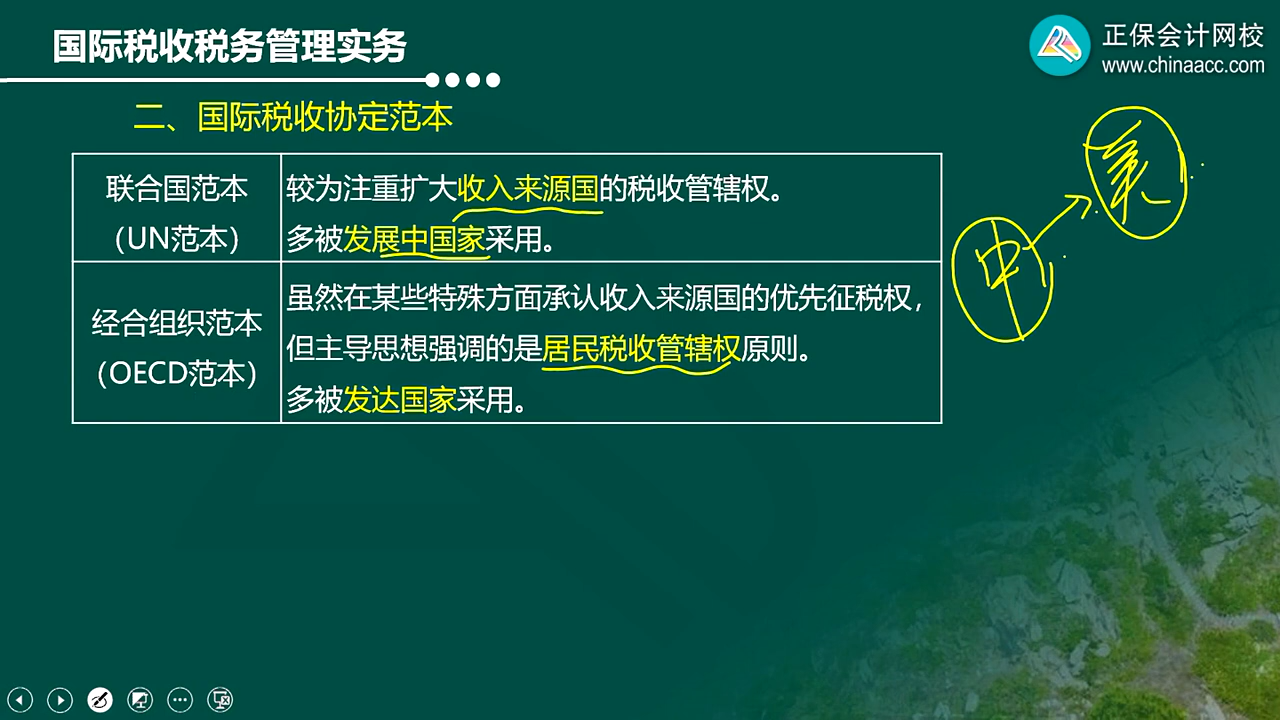 国际税收税务管理实务
正保会计网校
www.chinaacc.com
二、国际税收协定范本
联合国范本
（UN范本）
较为注重扩大收入来源国的税收管辖权。
多被发展中国家采用。
经合组织范本
（OECD范本）
虽然在某些特殊方面承认收入来源国的优先征税权，
但主导思想强调的是居民税收管辖权原则。
多被发达国家采用。
中
美